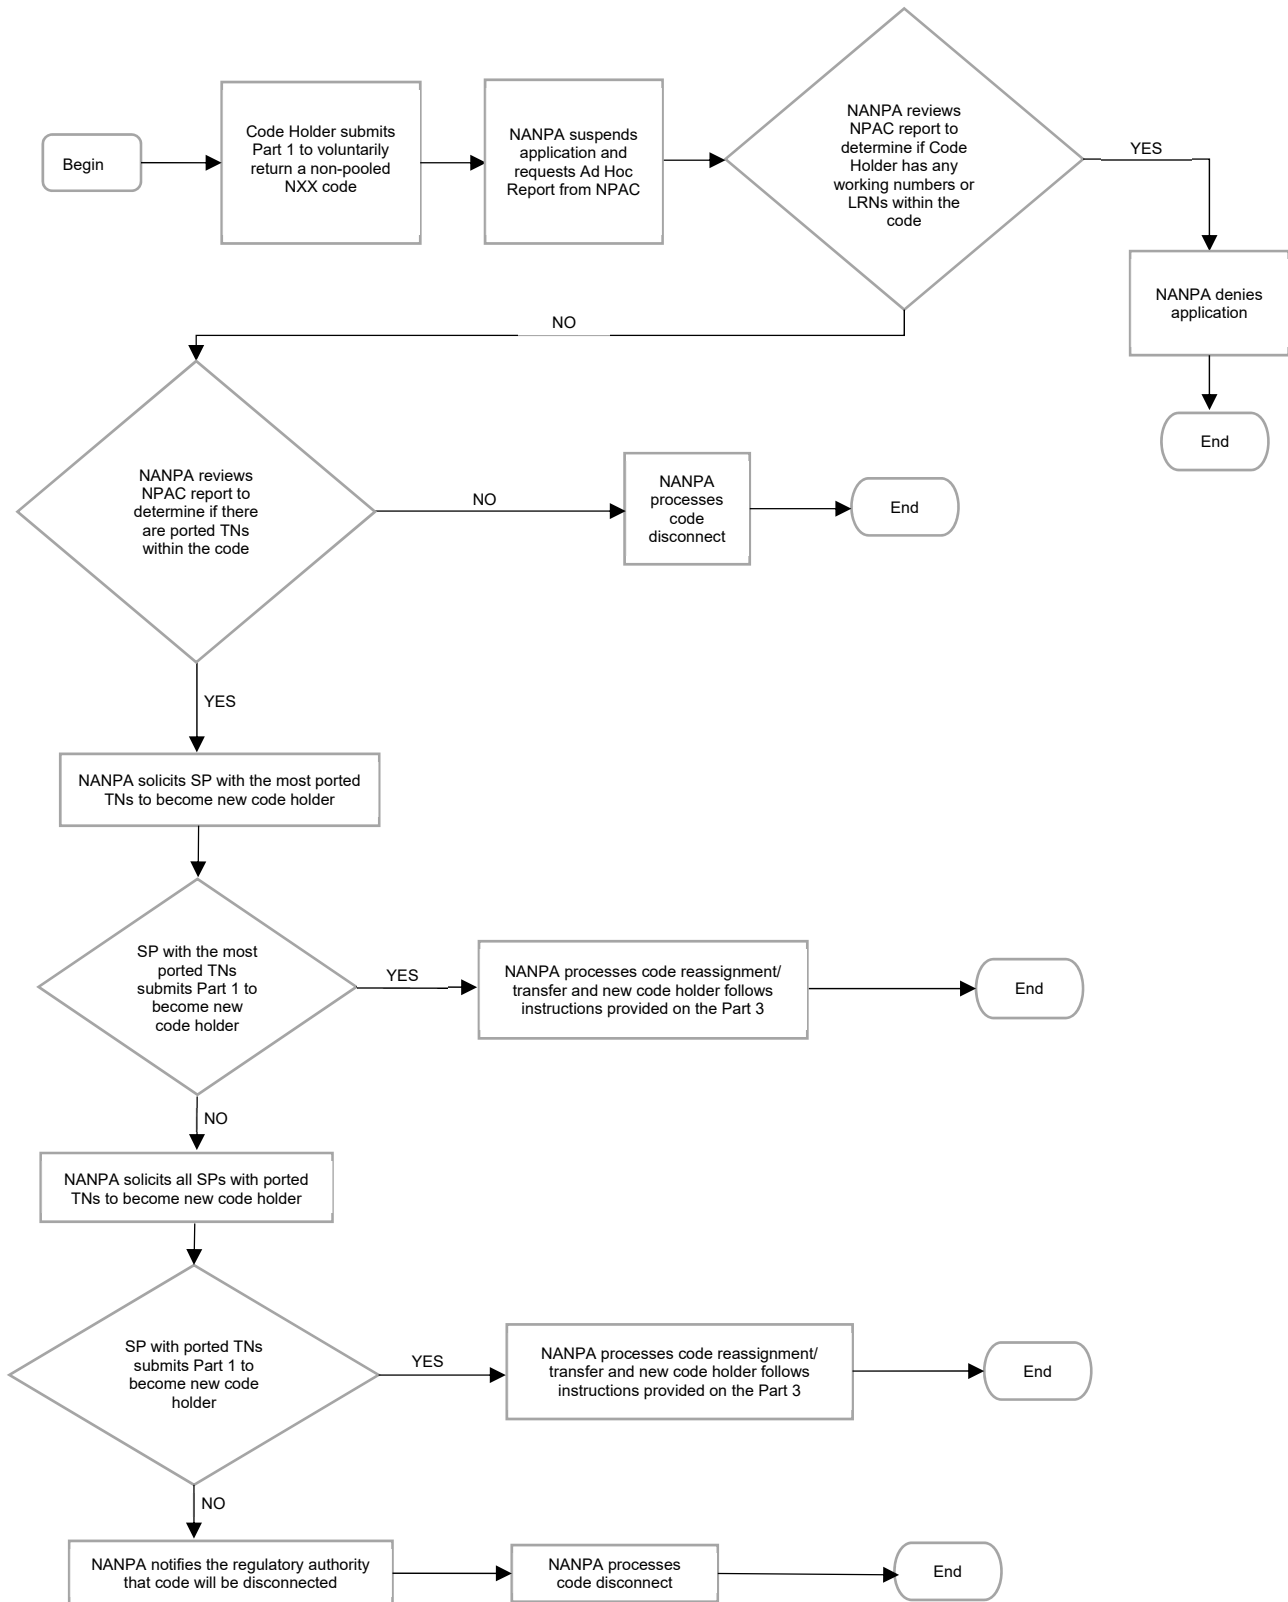 Begin
Code Holder submits
Part 1 to voluntarily
return a non-pooled
NXX code
NANPA suspends
application and
requests Ad Hoc
Report from NPAC
NANPA reviews
NPAC report to
determine if Code
Holder has any
working numbers or
LRNs within the
code
YES
NANPA denies
application
End
NO
NANPA reviews
NPAC report to
determine if there
are ported TNs
within the code
NO
NANPA
processes
code
disconnect
End
YES
NANPA solicits SP with the most ported
TNs to become new code holder
SP with the most
ported TNs
submits Part 1 to
become new
code holder
YES
NANPA processes code reassignment/
transfer and new code holder follows
instructions provided on the Part 3
End
NO
NANPA solicits all SPs with ported
TNs to become new code holder
SP with ported TNs
submits Part 1 to
become new code
holder
YES
NANPA processes code reassignment/
transfer and new code holder follows
instructions provided on the Part 3
End
NO
NANPA notifies the regulatory authority
that code will be disconnected
NANPA processes
code disconnect
End